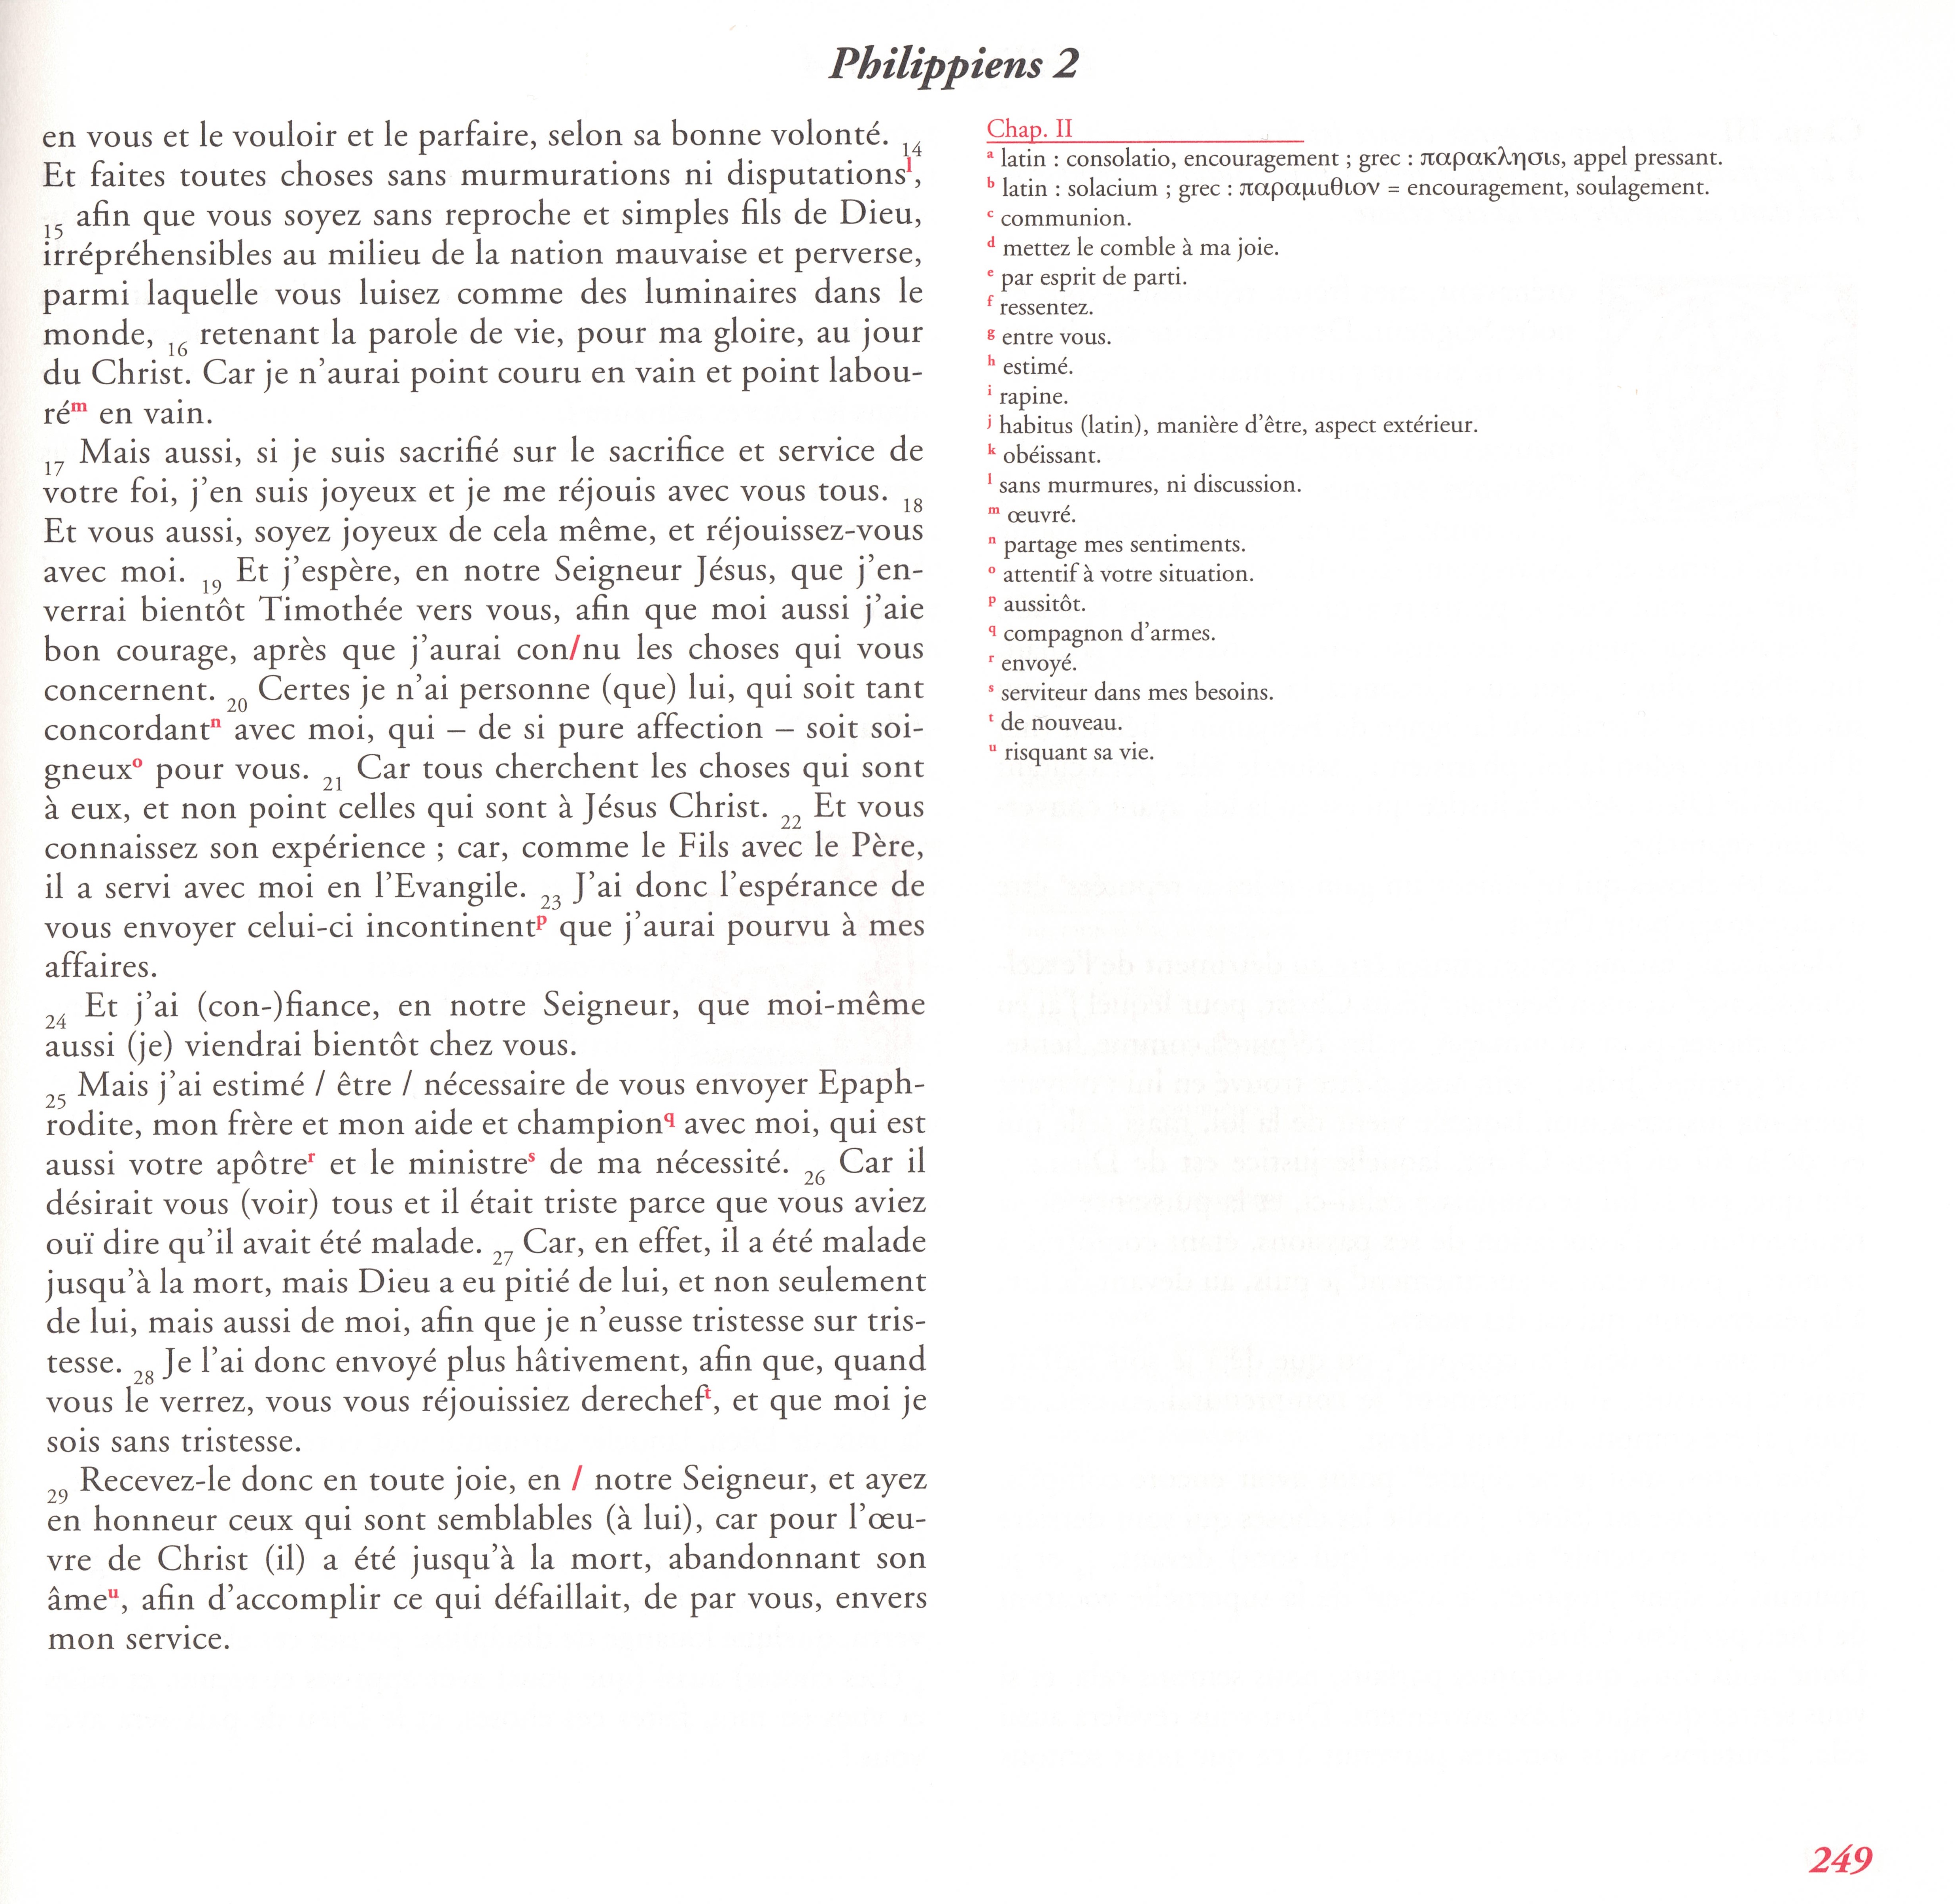 Philippiens 2
en vous et le vouloir et le parfaire, selon sa bonne volonté. 14
Et faites toutes choses sans murmurations ni disputationsl,
15 afin que vous soyez sans reproche et simples fils de Dieu,
irrépréhensibles au milieu de la nation mauvaise et perverse,
parmi laquelle vous luisez comme des luminaires dans le
monde, 16 retenant la parole de vie, pour ma gloire, au jour
du Christ. Car je n'aurai point couru en vain et point labou-
rém en vain.
17 Mais aussi, si je suis sacrifié sur le sacrifice et service de
votre foi, j'en suis joyeux et je me réjouis avec vous tous. 18
Et vous aussi, soyez joyeux de cela même, et réjouissez-vous
avec moi. 19 Et j'espère, en notre Seigneur Jésus, que j'en-
verrai bientôt Timothée vers vous, afin que moi aussi j'aie
bon courage, après que j'aurai con/nu les choses qui vous
concernent. 20 Certes je n'ai personne (que) lui, qui soit tant
concordantn avec moi, qui – de si pure affection – soit soi-
gneuxo pour vous. 21 Car tous cherchent les choses qui sont
à eux, et non point celles qui sont à Jésus Christ. 22 Et vous
connaissez son expérience ; car, comme le Fils avec le Père,
il a servi avec moi en l'Evangile. 23 J'ai donc l'espérance de
vous envoyer celui-ci incontinentp que j'aurai pourvu à mes
affaires.
24 Et j'ai (con-)fiance, en notre Seigneur, que moi-même
aussi (je) viendrai bientôt chez vous.
25 Mais j'ai estimé / être / nécessaire de vous envoyer Epaph-
rodite, mon frère et mon aide et championq avec moi, qui est
aussi votre apôtrer et le ministres de ma nécessité. 26 Car il
désirait vous (voir) tous et il était triste parce que vous aviez
ouï dire qu'il avait été malade. 27 Car, en effet, il a été malade
jusqu'à la mort, mais Dieu a eu pitié de lui, et non seulement
de lui, mais aussi de moi, afin que je n'eusse tristesse sur tris-
tesse. 28 Je l'ai donc envoyé plus hâtivement, afin que, quand
vous le verrez, vous vous réjouissiez derecheft, et que moi je
sois sans tristesse.
29 Recevez-le donc en toute joie, en / notre Seigneur, et ayez
en honneur ceux qui sont semblables (à lui), car pour l'œu-
vre de Christ (il) a été jusqu'à la mort, abandonnant son
âmeu, afin d'accomplir ce qui défaillait, de par vous, envers
mon service.
Chap. II
a latin : consolatio, encouragement ; grec : παρακλησις, appel pressant.
b latin : solacium ; grec : παραμυθιον = encouragement, soulagement.
c communion.
d mettez le comble à ma joie.
e par esprit de parti.
f ressentez.
g entre vous.
h estimé.
i rapine.
j habitus (latin), manière d'être, aspect extérieur.
k obéissant.
l sans murmures, ni discussion.
m œuvré.
n partage mes sentiments.
o attentif à votre situation.
p aussitôt.
q compagnon d'armes.
r envoyé.
s serviteur dans mes besoins.
t de nouveau.
u risquant sa vie.
249